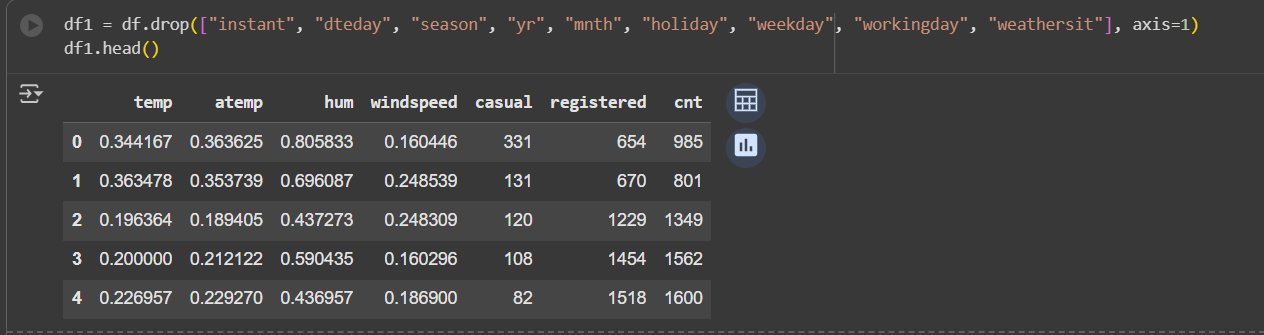 df1 = df.drop(["instant", "dteday", "season", "yr", "mnth", "holiday", "weekday", "workingday", "weathersit"], axis=1)
df1.head()
temp atemp hum windspeed casual registered cnt
0 0.344167 0.363625 0.805833 0.160446 331 654 985
1 0.363478 0.353739 0.696087 0.248539 131 670 801
2 0.196364 0.189405 0.437273 0.248309 120 1229 1349
3 0.200000 0.212122 0.590435 0.160296 108 1454 1562
4 0.226957 0.229270 0.436957 0.186900 82 1518 1600